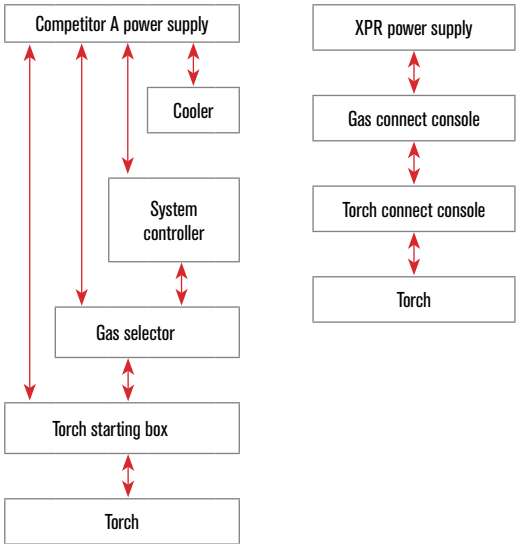 Competitor A power supply
Cooler
System
controller
Gas selector
Torch starting box
Torch
XPR power supply
Gas connect console
Torch connect console
Torch